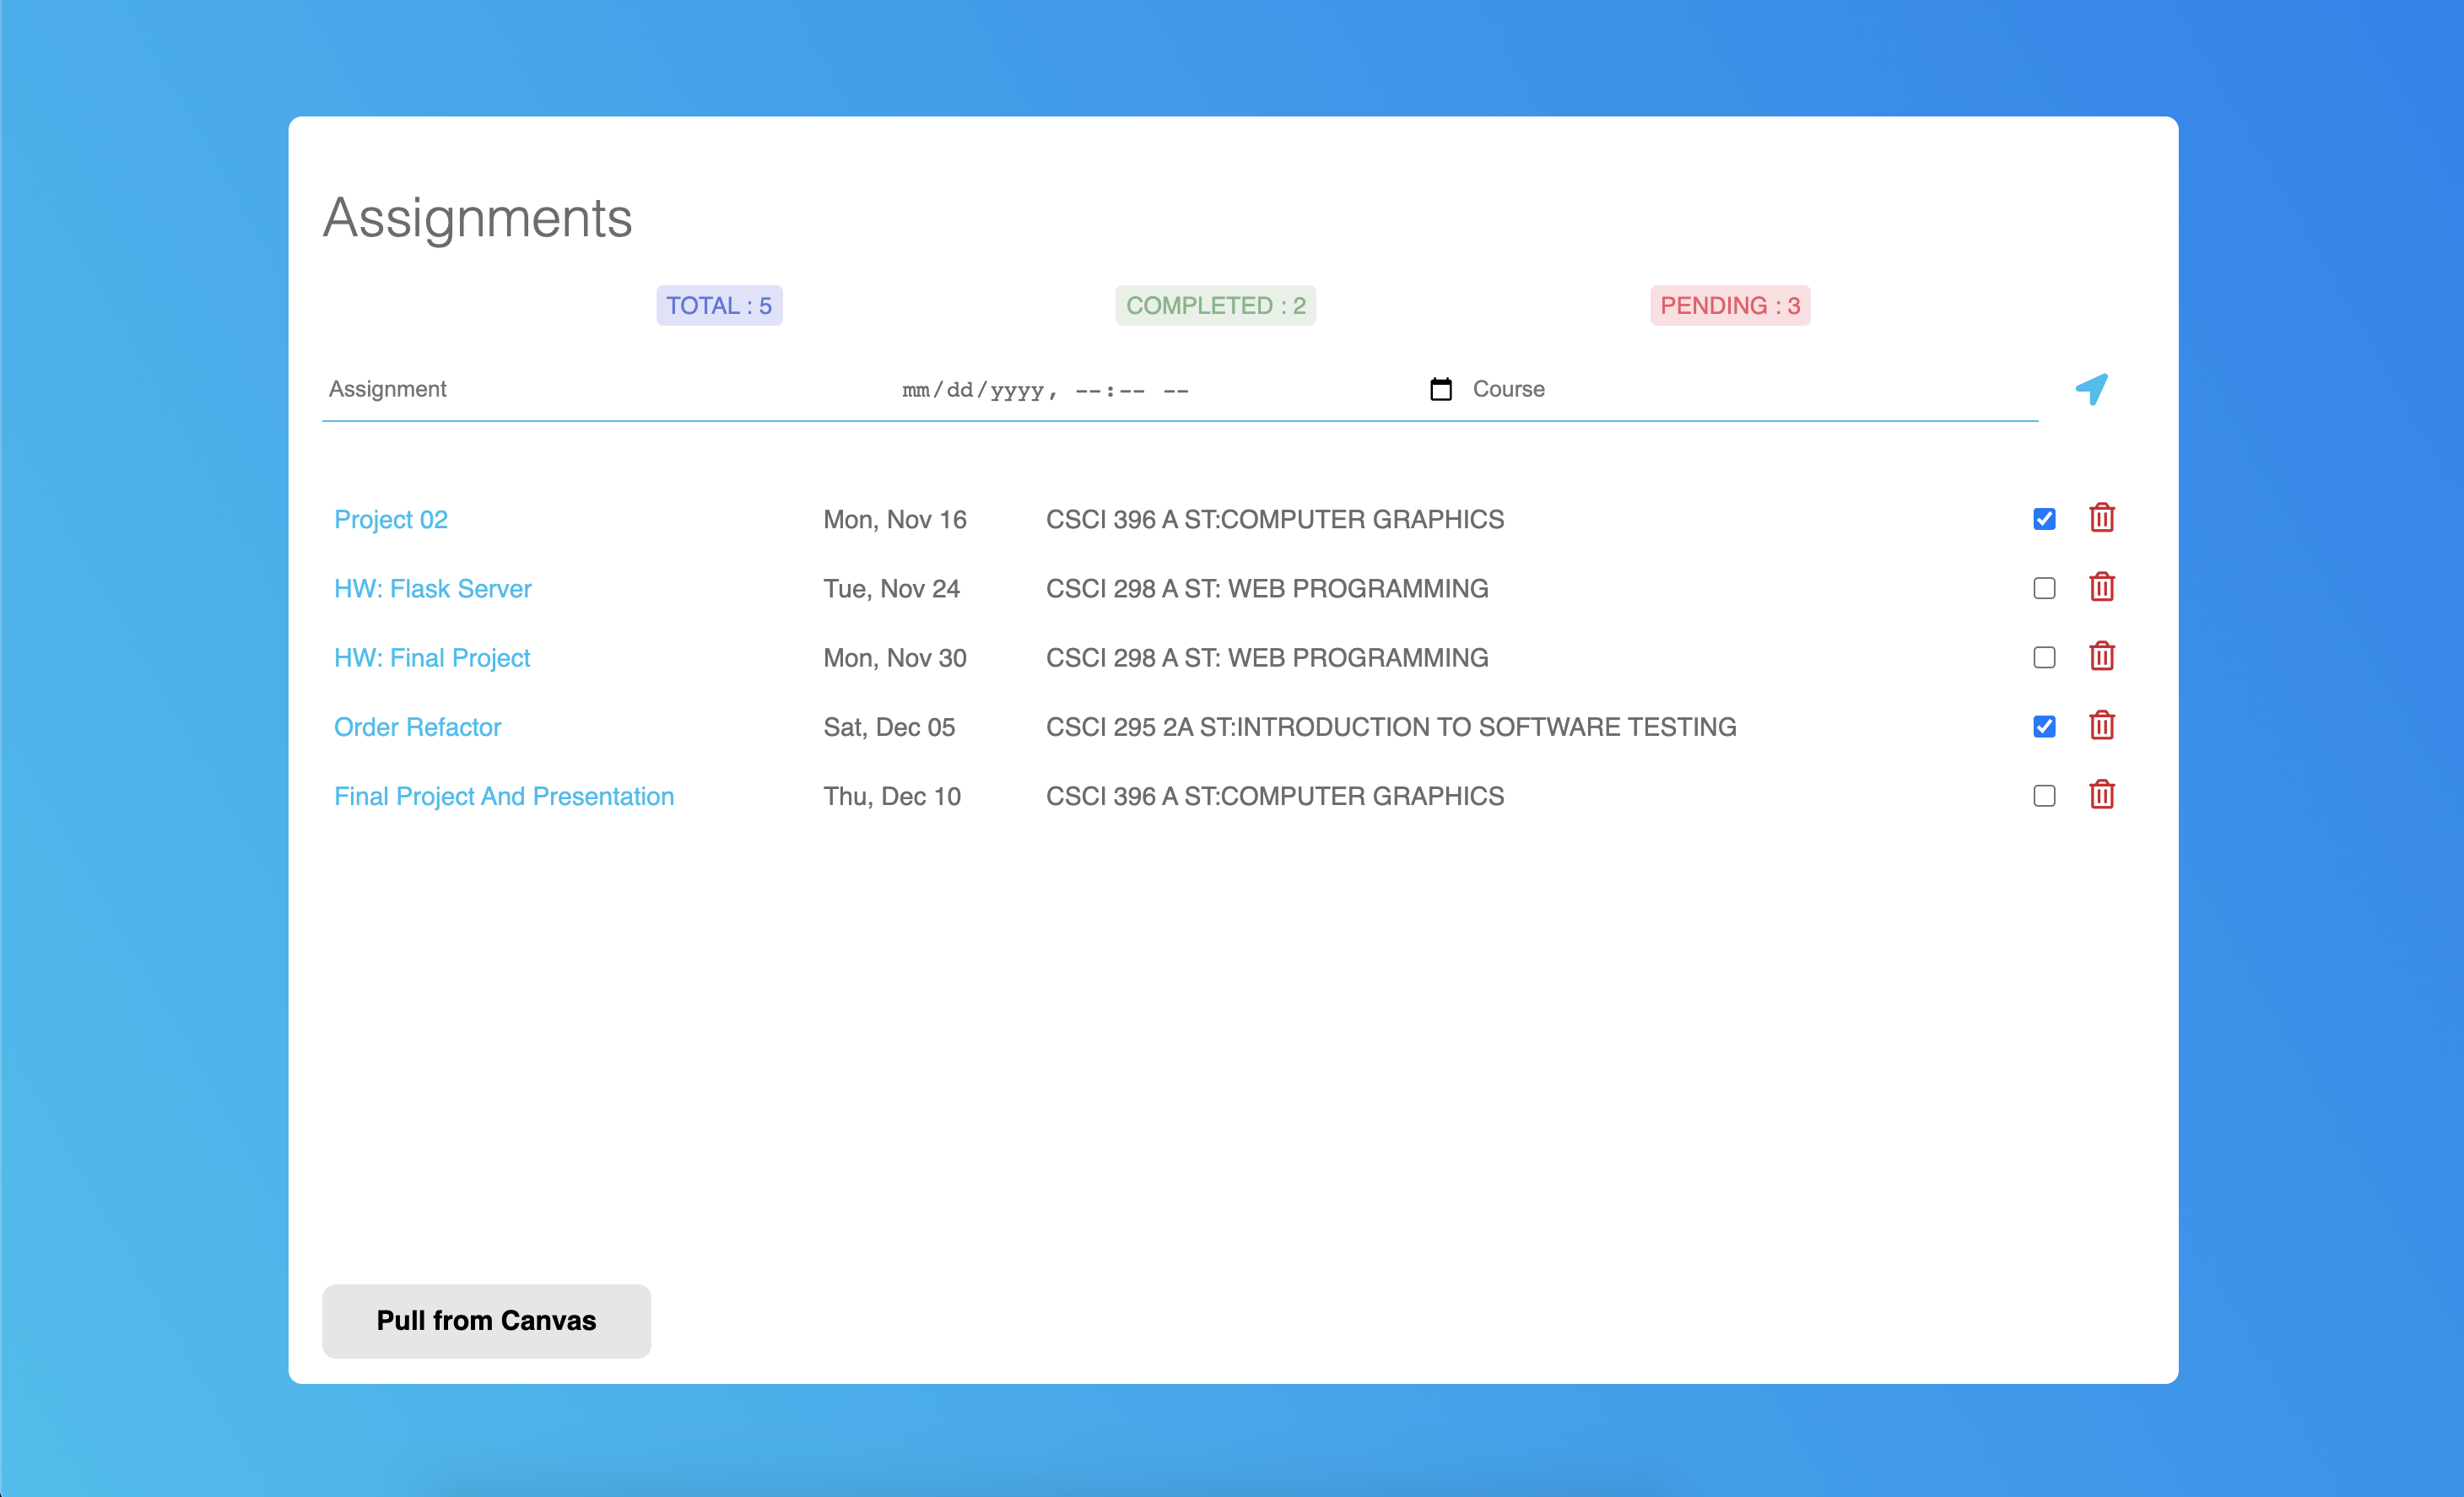 Assignments
TOTAL : 5 COMPLETED : 2 PENDING : 3
Assignment mm/dd/yyyy, --:-- -- Course
Project 02 Mon, Nov 16 CSCI 396 A ST:COMPUTER GRAPHICS
HW: Flask Server Tue, Nov 24 CSCI 298 A ST: WEB PROGRAMMING
HW: Final Project Mon, Nov 30 CSCI 298 A ST: WEB PROGRAMMING
Order Refactor Sat, Dec 05 CSCI 295 2A ST:INTRODUCTION TO SOFTWARE TESTING
Final Project And Presentation Thu, Dec 10 CSCI 396 A ST:COMPUTER GRAPHICS
Pull from Canvas